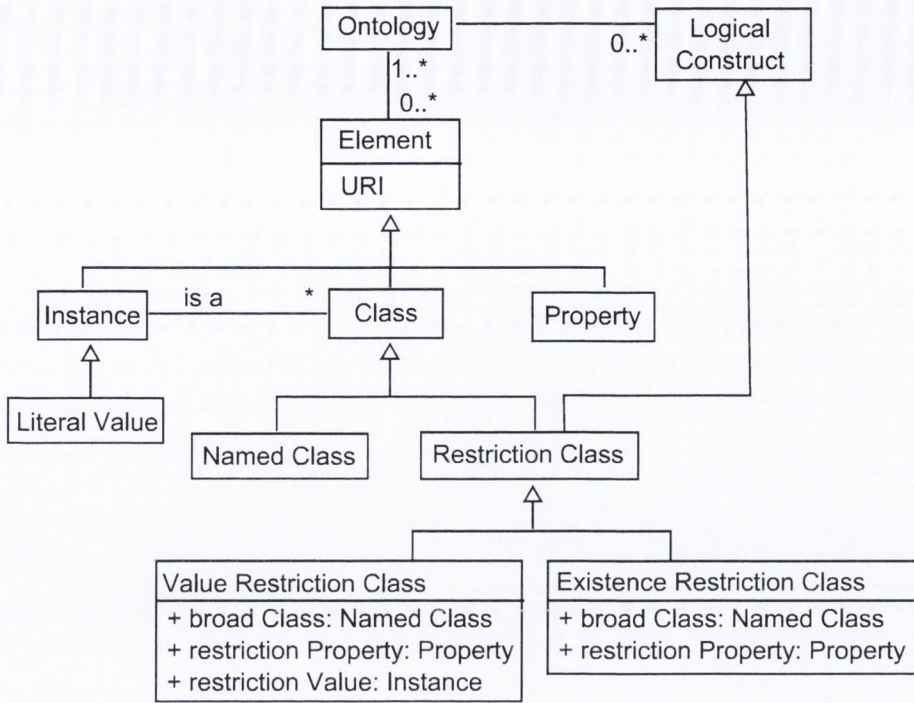 Ontology
0..*
Logical
Construct
1..*
0..*
Element
URI
Instance
is a
*
Class
Property
Literal Value
Named Class
Restriction Class
Value Restriction Class
+ broad Class: Named Class
+ restriction Property: Property
+ restriction Value: Instance
Existence Restriction Class
+ broad Class: Named Class
+ restriction Property: Property